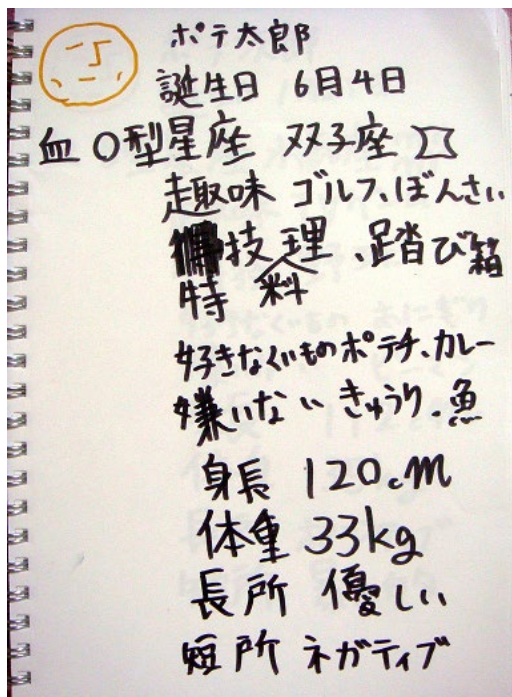 ポテ太郎
誕生日 6月4日
血 O型星座 双子座
趣味 ゴルフ、ぼんさい
特技 料理、踏び箱
好きなくいものポテチ、カレー
嫌いない きゅうり、魚
身長 120cm
体重 33kg
長所 優しい
短所 ネガティブ